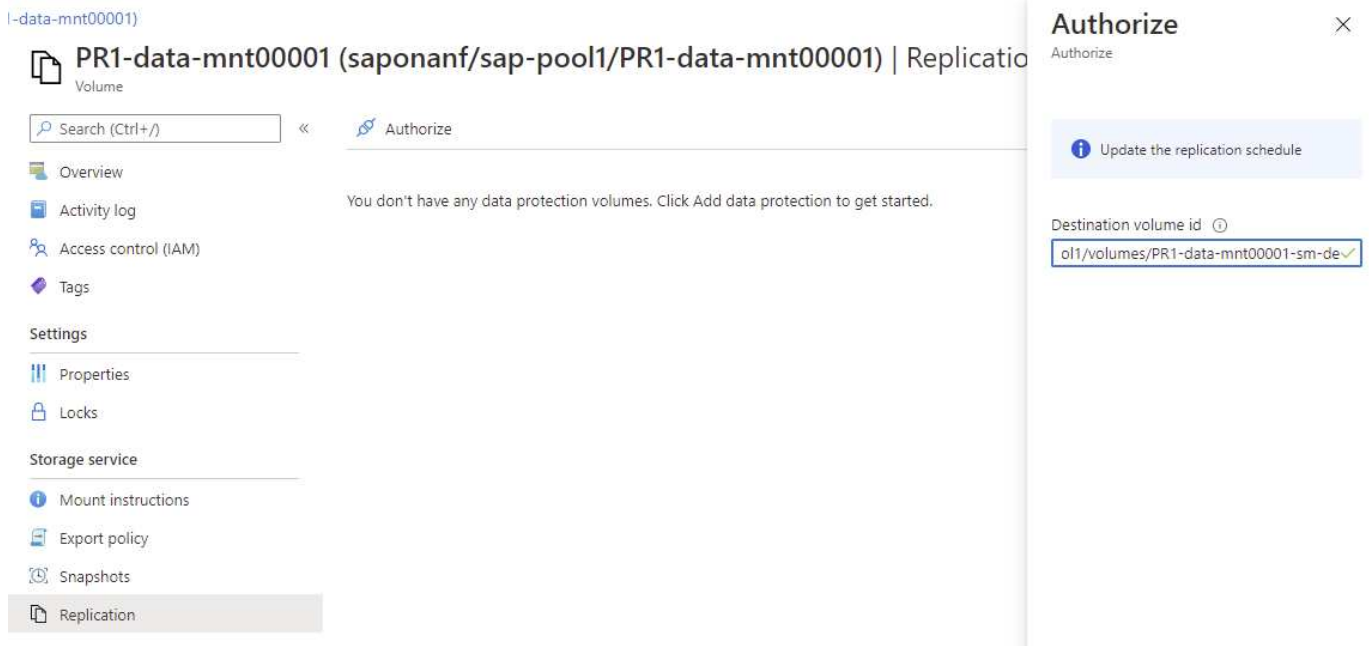 l-data-mnt00001)
PR1-data-mnt00001 (saponanf/sap-pool1/PR1-data-mnt00001) | Replicatio
Volume
Search (Ctrl+/)
«
Overview
Activity log
Access control (IAM)
Tags
Settings
Properties
Locks
Storage service
Mount instructions
Export policy
Snapshots
Replication
Authorize
You don't have any data protection volumes. Click Add data protection to get started.
Authorize
Authorize
Update the replication schedule
Destination volume id
ol1/volumes/PR1-data-mnt00001-sm-de